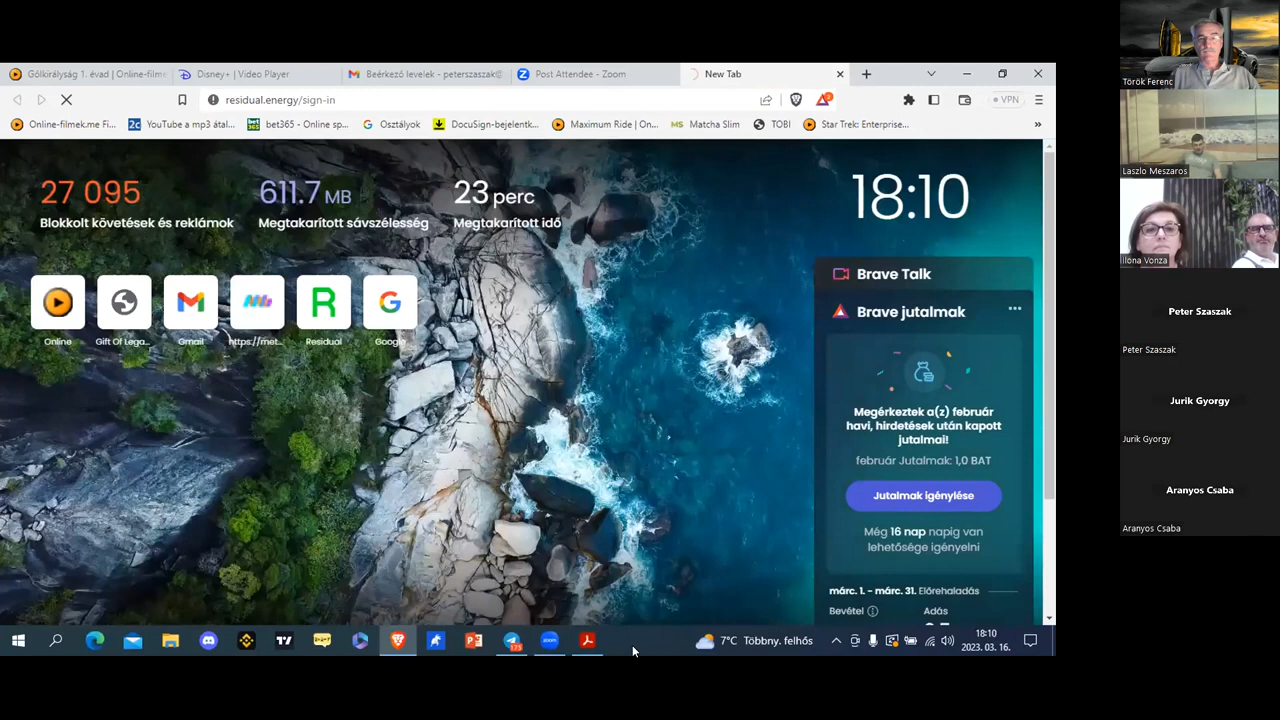 Gólkirályság 1. évad | Online-filme
Disney+ | Video Player
Beérkező levelek - peterszaszak@
Post Attendee - Zoom
New Tab
residual.energy/sign-in
3
VPN
Online-filmek.me Fi...
YouTube a mp3 átal...
bet365 - Online sp...
Osztályok
DocuSign-bejelentk...
Maximum Ride | On...
MS Matcha Slim
TOBI
Star Trek: Enterprise...
»
27 095
Blokkolt követések és reklámok
611.7 MB
Megtakarított sávszélesség
23 perc
Megtakarított idő
18:10
Online
Gift Of Lega...
Gmail
https://met...
Residual
Google
Brave Talk
Brave jutalmak
Megérkeztek a(z) február
havi, hirdetések után kapott
jutalmai!
február Jutalmak: 1,0 BAT
Jutalmak igénylése
Még 16 nap napig van
lehetősége igényelni
márc. 1. - márc. 31. Előrehaladás
Bevétel
Adás
zoom
7°C Többny. felhős
18:10
2023. 03. 16.
Török Ferenc
Laszlo Meszaros
Ilona Vonza
Peter Szaszak
Peter Szaszak
Jurik Gyorgy
Jurik Gyorgy
Aranyos Csaba
Aranyos Csaba